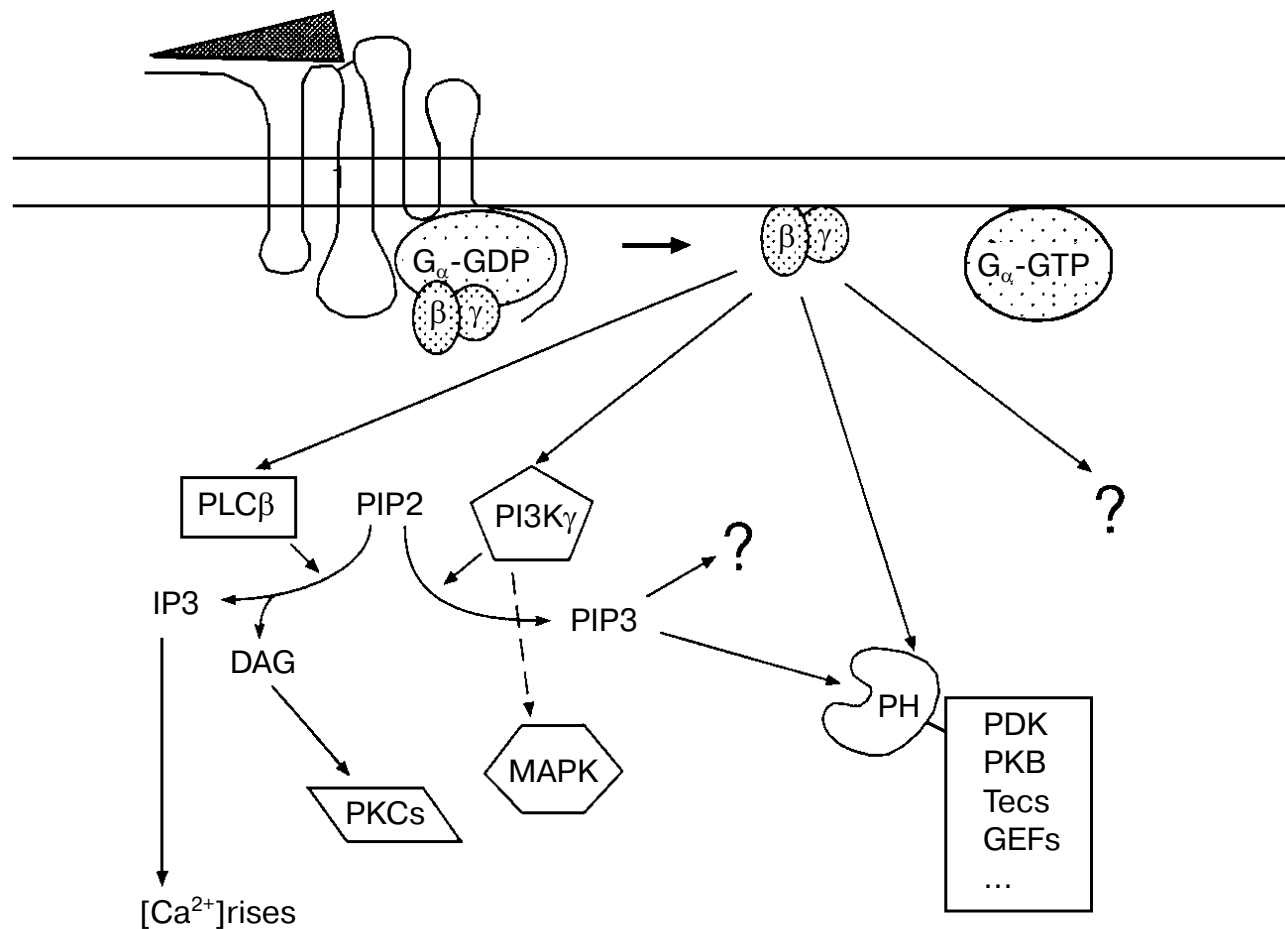 Gα-GDP
β γ
β γ
Gα-GTP
PLCβ
PIP2
PI3Kγ
?
?
IP3
PIP3
DAG
PH
PDK
PKB
Tecs
GEFs
...
MAPK
PKCs
[Ca²⁺]rises